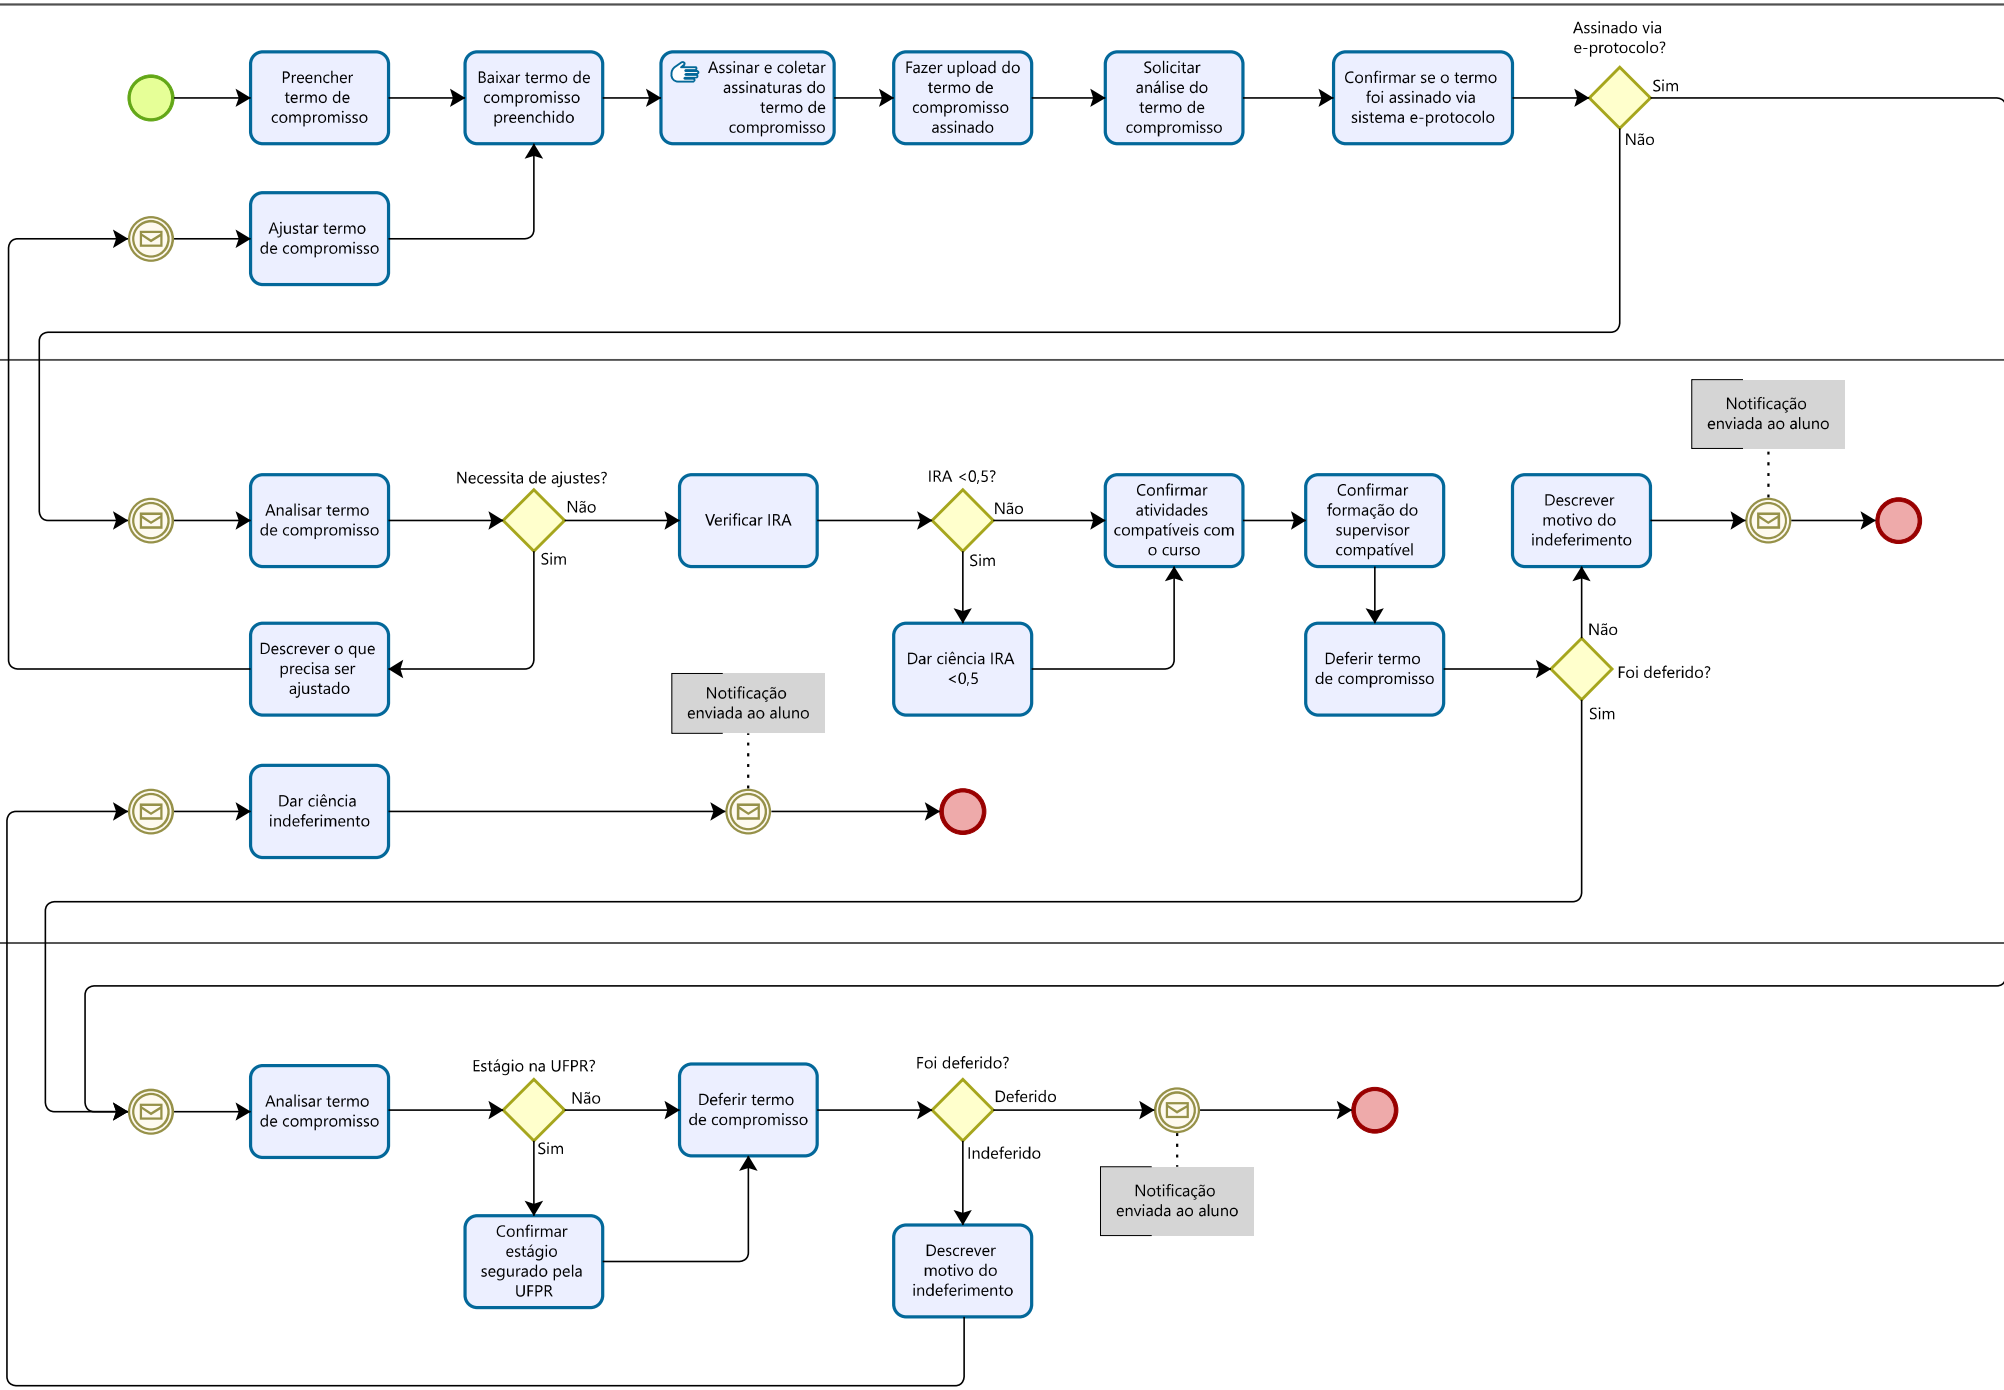 Assinado via
e-protocolo?
Preencher
termo de
compromisso
Baixar termo de
compromisso
preenchido
Assinar e coletar
assinaturas do
termo de
compromisso
Fazer upload do
termo de
compromisso
assinado
Solicitar
análise do
termo de
compromisso
Confirmar se o termo
foi assinado via
sistema e-protocolo
Sim
Não
Ajustar termo
de compromisso
Notificação
enviada ao aluno
Analisar termo
de compromisso
Necessita de ajustes?
Não
Sim
Verificar IRA
IRA <0,5?
Não
Sim
Confirmar
atividades
compatíveis com
o curso
Confirmar
formação do
supervisor
compatível
Descrever
motivo do
indeferimento
Descrever o que
precisa ser
ajustado
Dar ciência IRA
<0,5
Deferir termo
de compromisso
Não
Foi deferido?
Sim
Notificação
enviada ao aluno
Dar ciência
indeferimento
Analisar termo
de compromisso
Estágio na UFPR?
Não
Sim
Deferir termo
de compromisso
Foi deferido?
Deferido
Indeferido
Notificação
enviada ao aluno
Confirmar
estágio
segurado pela
UFPR
Descrever
motivo do
indeferimento